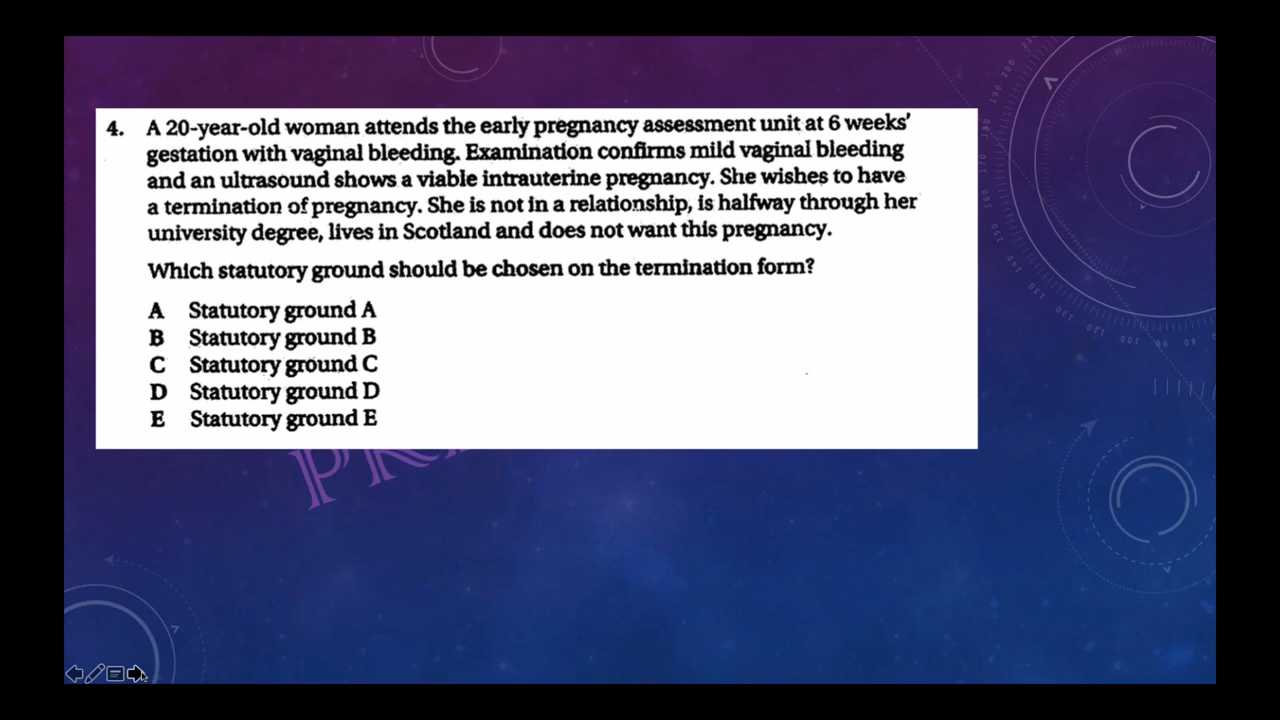 4. A 20-year-old woman attends the early pregnancy assessment unit at 6 weeks'
gestation with vaginal bleeding. Examination confirms mild vaginal bleeding
and an ultrasound shows a viable intrauterine pregnancy. She wishes to have
a termination of pregnancy. She is not in a relationship, is halfway through her
university degree, lives in Scotland and does not want this pregnancy.
Which statutory ground should be chosen on the termination form?
A Statutory ground A
B Statutory ground B
C Statutory ground C
D Statutory ground D
E Statutory ground E